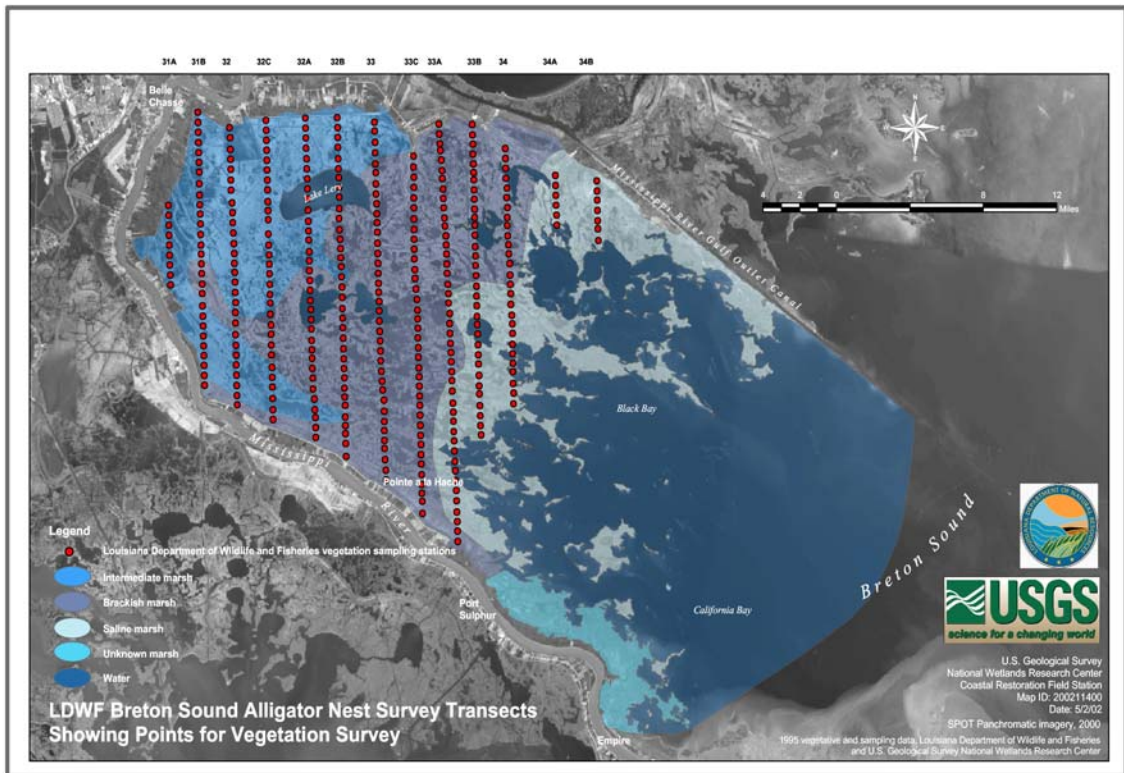 31A 31B 32 32C 32A 32B 33 33C 33A 33B 34 34A 34B
Belle
Chasse
Lake Lery
Mississippi River Gulf Outlet Canal
N
4 2 0 4 8 12
Miles
Black Bay
Mississippi River
Pointe a la Hache
Breton Sound
Port
Sulphur
California Bay
Empire
Legend
Louisiana Department of Wildlife and Fisheries vegetation sampling stations
Intermediate marsh
Brackish marsh
Saline marsh
Unknown marsh
Water
LDWF Breton Sound Alligator Nest Survey Transects
Showing Points for Vegetation Survey
LOUISIANA DEPARTMENT OF NATURAL RESOURCES
USGS
science for a changing world
U.S. Geological Survey
National Wetlands Research Center
Coastal Restoration Field Station
Map ID: 200211400
Date: 5/2/02
SPOT Panchromatic imagery, 2000
1995 vegetative and sampling data, Louisiana Department of Wildlife and Fisheries
and U.S. Geological Survey National Wetlands Research Center